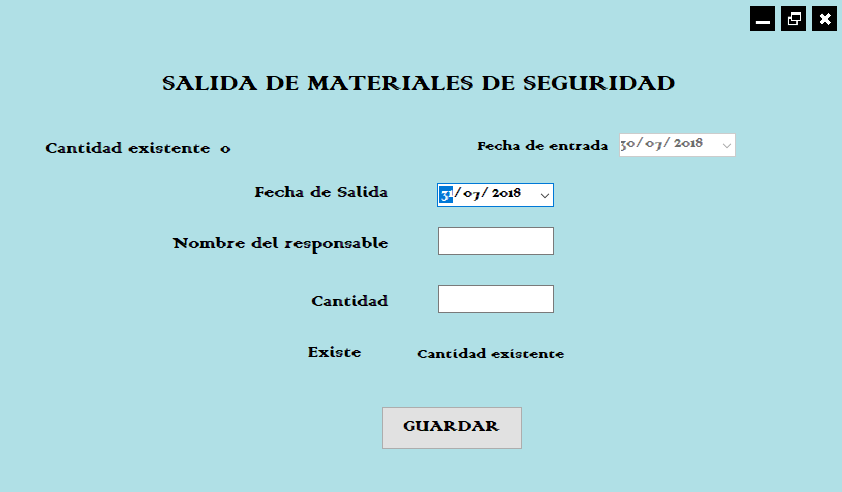 SALIDA DE MATERIALES DE SEGURIDAD
Cantidad existente 0
Fecha de entrada 30/07/2018
Fecha de Salida 31/07/2018
Nombre del responsable
Cantidad
Existe Cantidad existente
GUARDAR